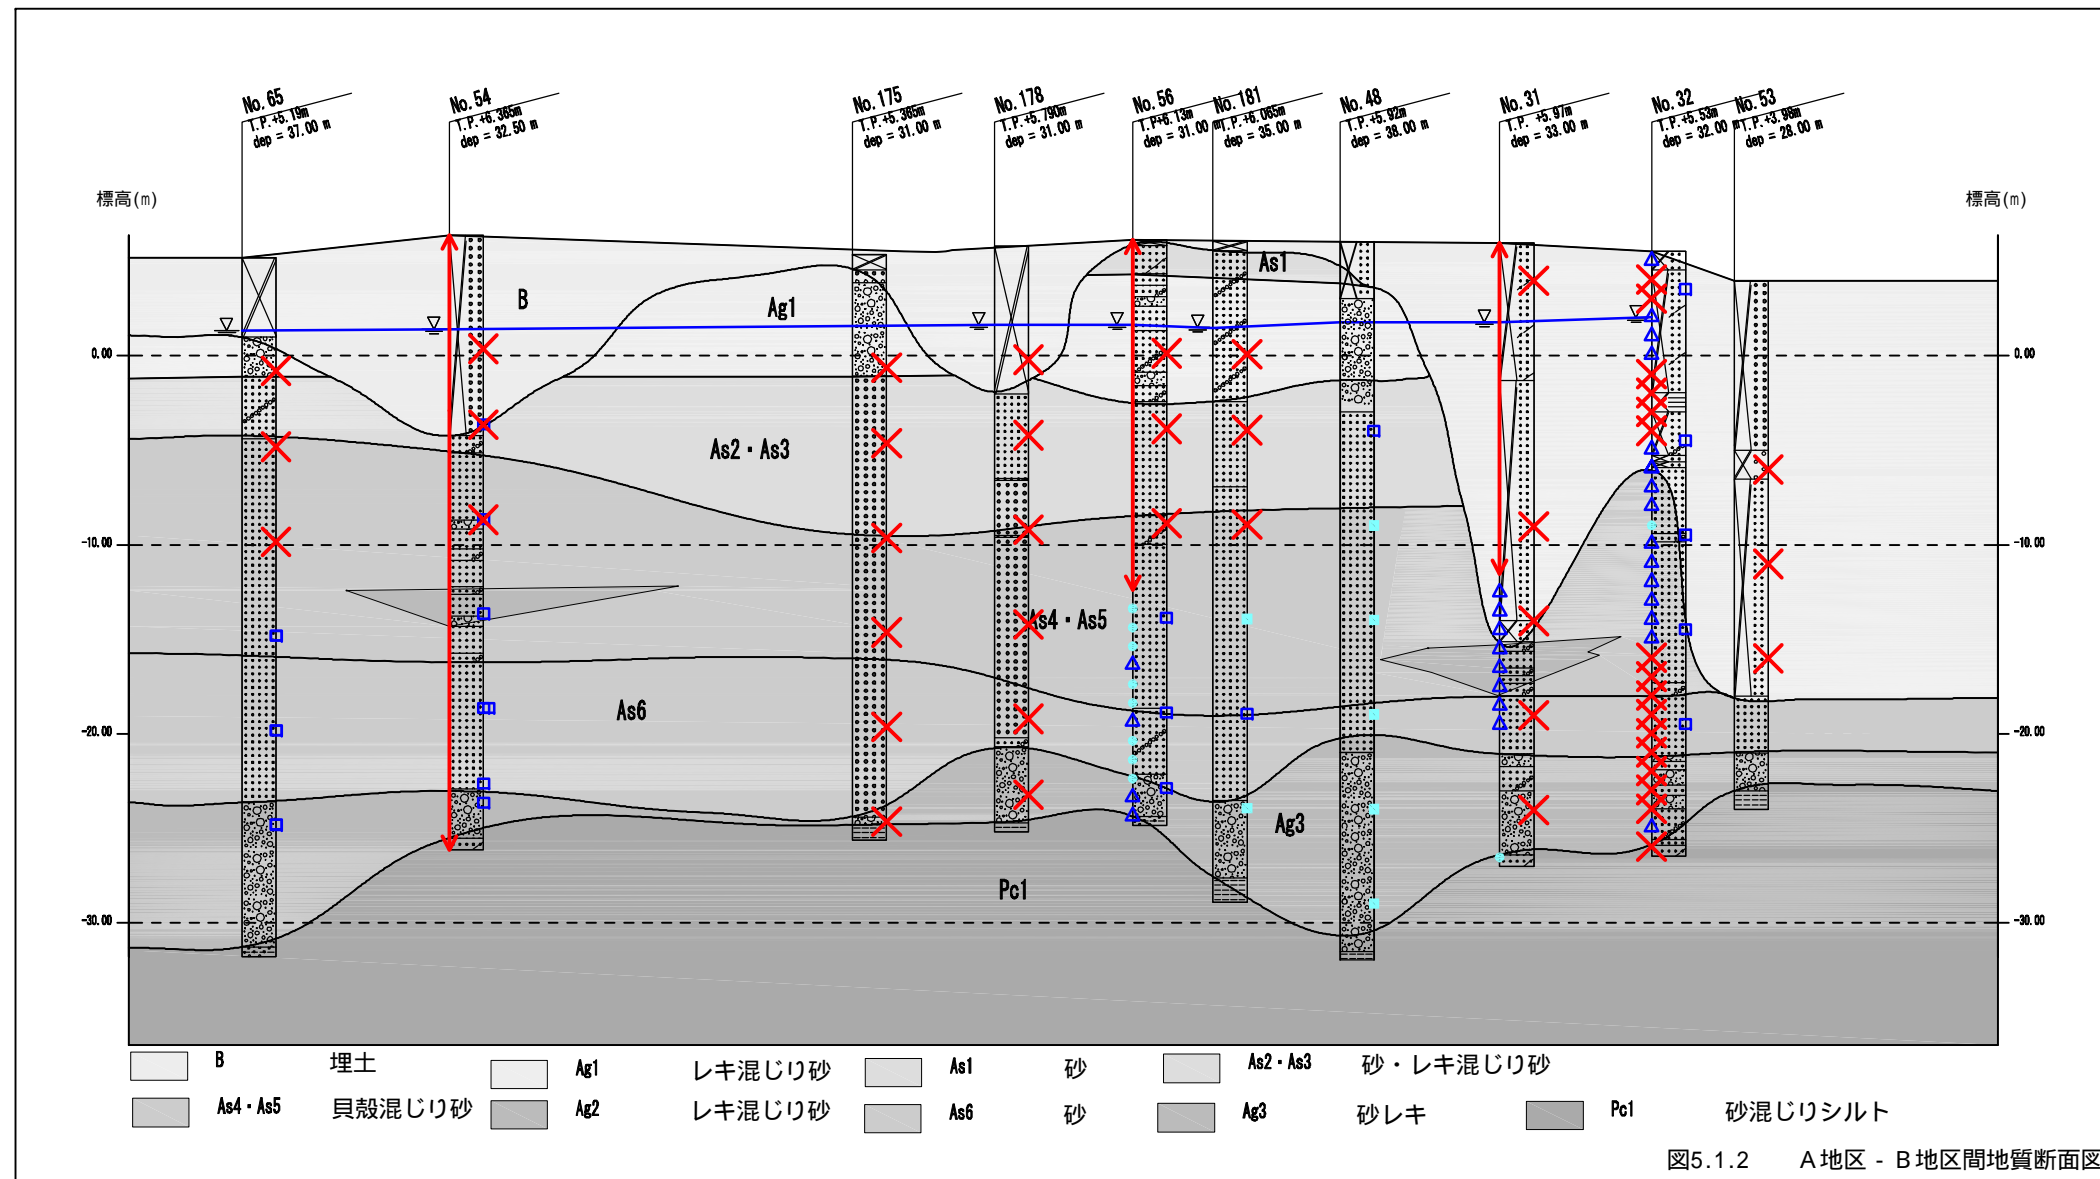 No. 65
T.P.+5.19m
dep = 37.00 m
No. 54
T.P.+6.365m
dep = 32.50 m
No. 175
T.P.+5.365m
dep = 31.00 m
No. 178
T.P.+5.790m
dep = 31.00 m
No. 56
T.P+6.13m
dep = 31.00 m
No. 181
T.P.+6.065m
dep = 35.00 m
No. 48
T.P.+5.92m
dep = 38.00 m
No. 31
T.P. +5.97m
dep = 33.00 m
No. 32
T.P.+5.53m
dep = 32.00 m
No. 53
T.P.+3.98m
dep = 28.00 m
標高(m)
標高(m)
As1
B
Ag1
0.00
0.00
As2・As3
-10.00
-10.00
As4・As5
As6
-20.00
-20.00
Ag3
Pc1
-30.00
-30.00
B 埋土
Ag1 レキ混じり砂
As1 砂
As2・As3 砂・レキ混じり砂
As4・As5 貝殻混じり砂
Ag2 レキ混じり砂
As6 砂
Ag3 砂レキ
Pc1 砂混じりシルト
図5.1.2 A地区 - B地区間地質断面図